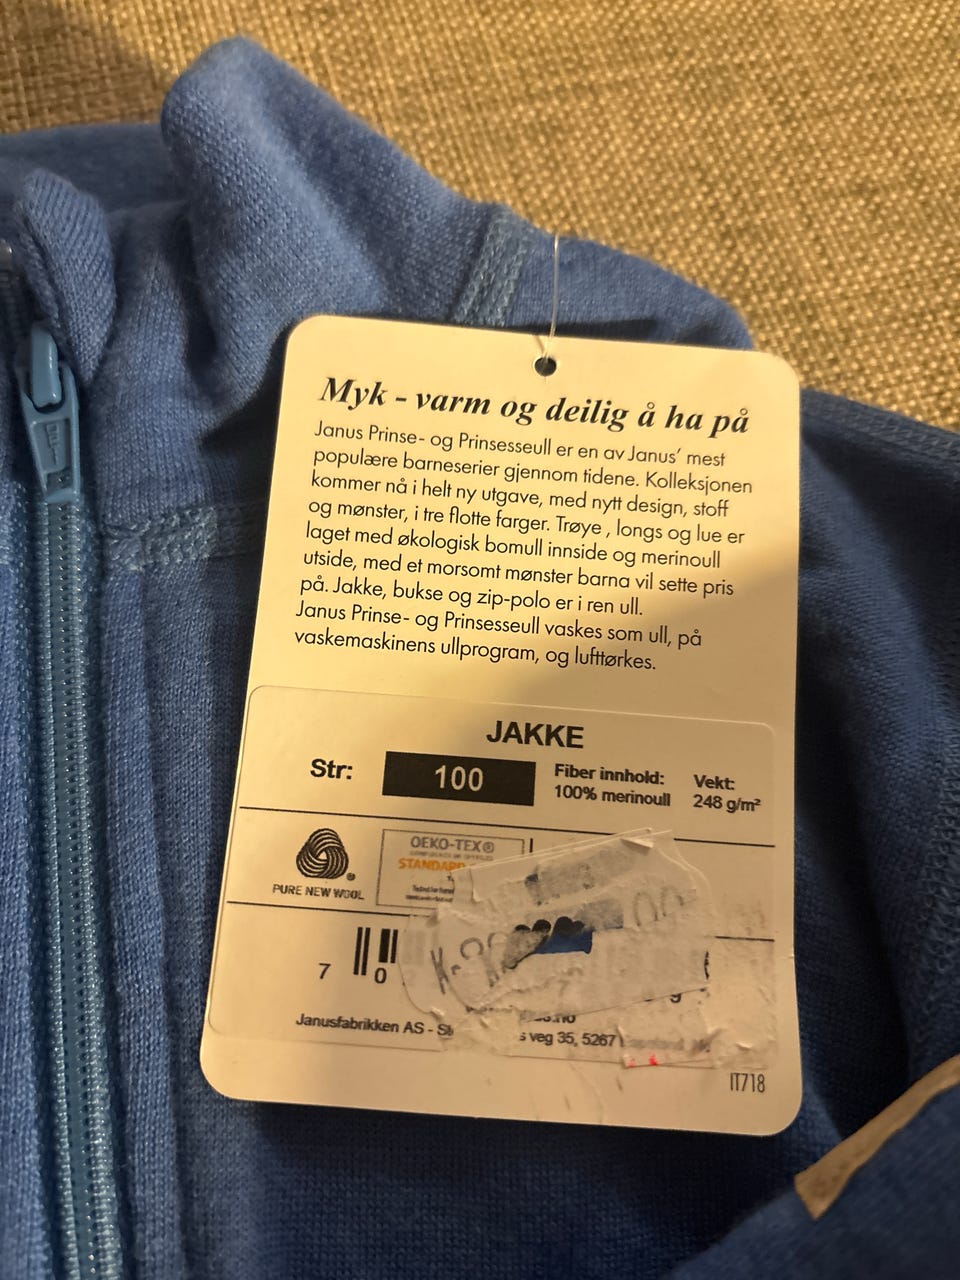 Myk - varm og deilig å ha på
Janus Prinse- og Prinsesseull er en av Janus' mest
populære barneserier gjennom tidene. Kolleksjonen
kommer nå i helt ny utgave, med nytt design, stoff
og mønster, i tre flotte farger. Trøye , longs og lue er
laget med økologisk bomull innside og merinoull
utside, med et morsomt mønster barna vil sette pris
på. Jakke, bukse og zip-polo er i ren ull.
Janus Prinse- og Prinsesseull vaskes som ull, på
vaskemaskinens ullprogram, og lufttørkes.
JAKKE
Str: 100 Fiber innhold: Vekt:
100% merinoull 248 g/m²
OEKO-TEX®
PURE NEW WOOL
7 0
9
Janusfabrikken AS - veg 35, 5267
IT718